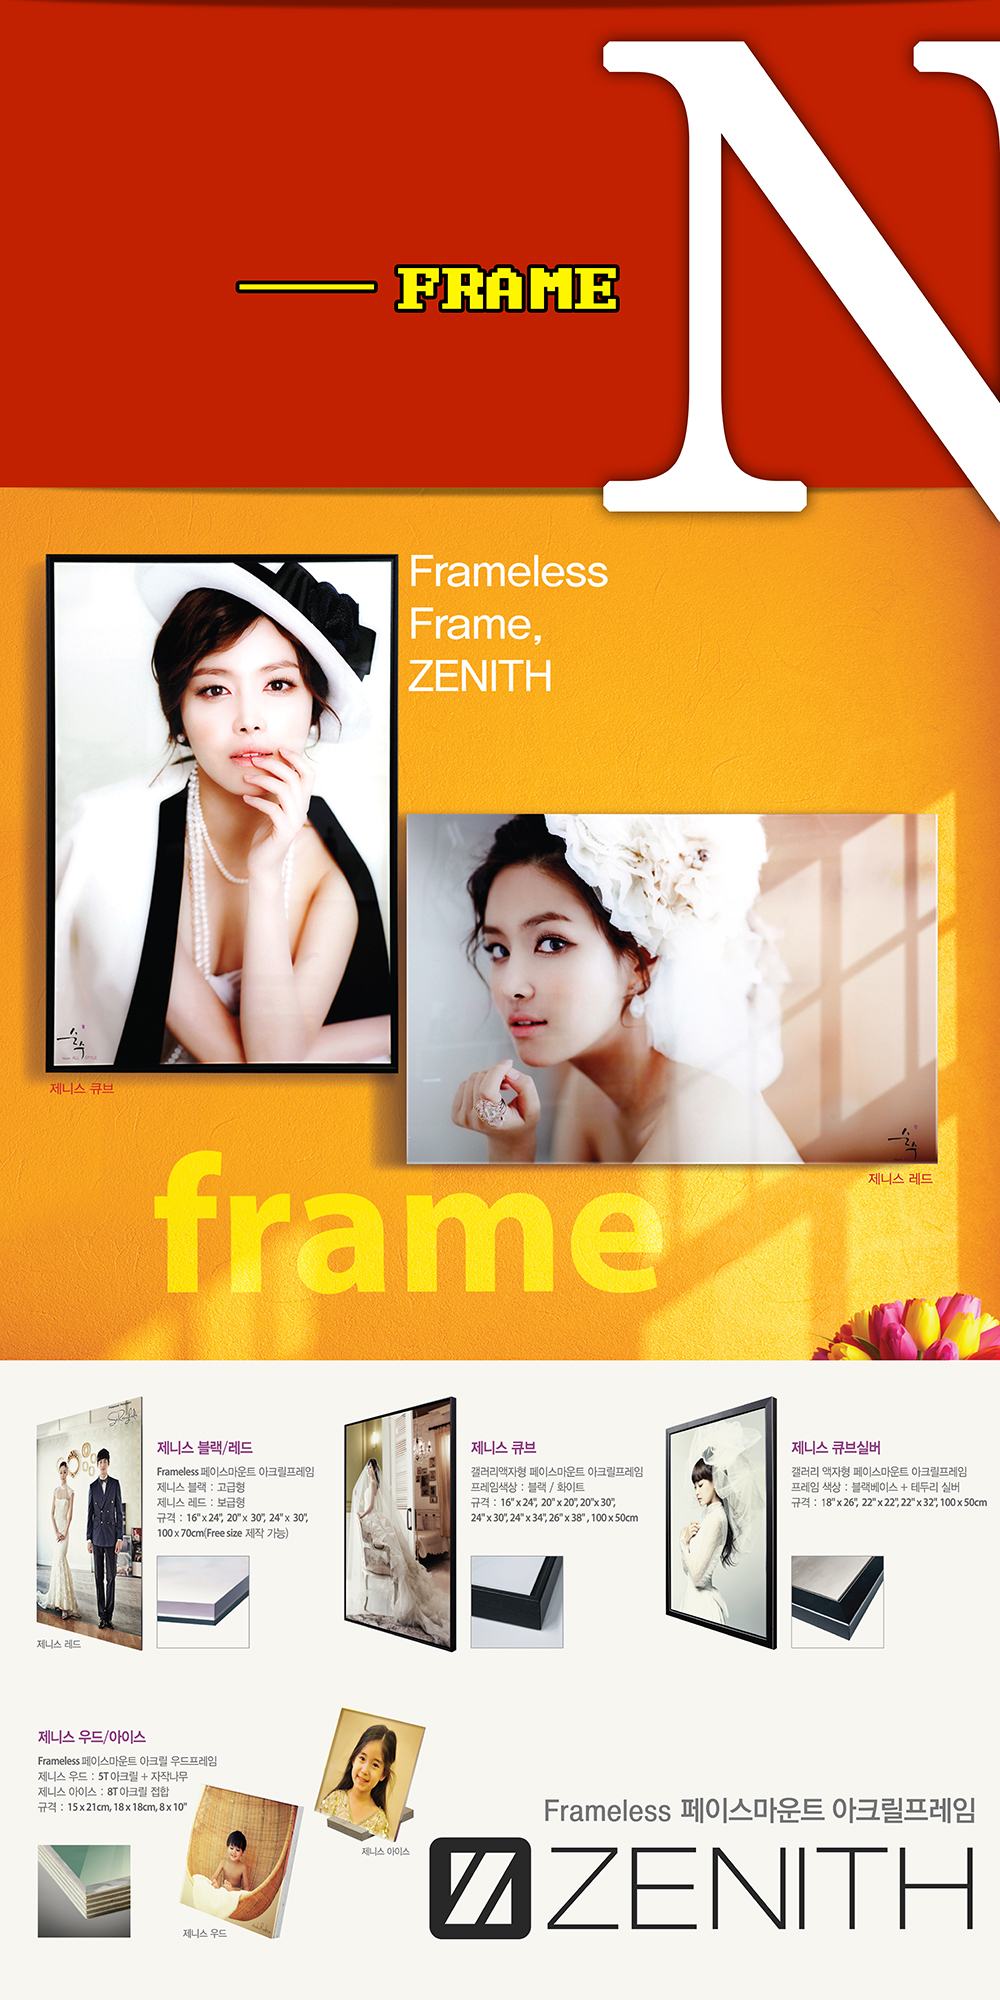 N
FRAME
Frameless
Frame,
ZENITH
제니스 큐브
제니스 레드
frame
제니스 블랙/레드
Frameless 페이스마운트 아크릴프레임
제니스 블랙 : 고급형
제니스 레드 : 보급형
규격 : 16" x 24", 20" x 30", 24" x 30",
100 x 70cm(Free size 제작 가능)
제니스 레드
제니스 큐브
갤러리액자형 페이스마운트 아크릴프레임
프레임색상 : 블랙 / 화이트
규격 : 16" x 24", 20" x 20", 20"x 30",
24" x 30", 24" x 34", 26" x 38" , 100 x 50cm
제니스 큐브실버
갤러리 액자형 페이스마운트 아크릴프레임
프레임 색상 : 블랙베이스 + 테두리 실버
규격 : 18" x 26", 22" x 22", 22" x 32", 100 x 50cm
제니스 우드/아이스
Frameless 페이스마운트 아크릴 우드프레임
제니스 우드 : 5T 아크릴 + 자작나무
제니스 아이스 : 8T 아크릴 접합
규격 : 15 x 21cm, 18 x 18cm, 8 x 10"
제니스 아이스
제니스 우드
Frameless 페이스마운트 아크릴프레임
ZENITH